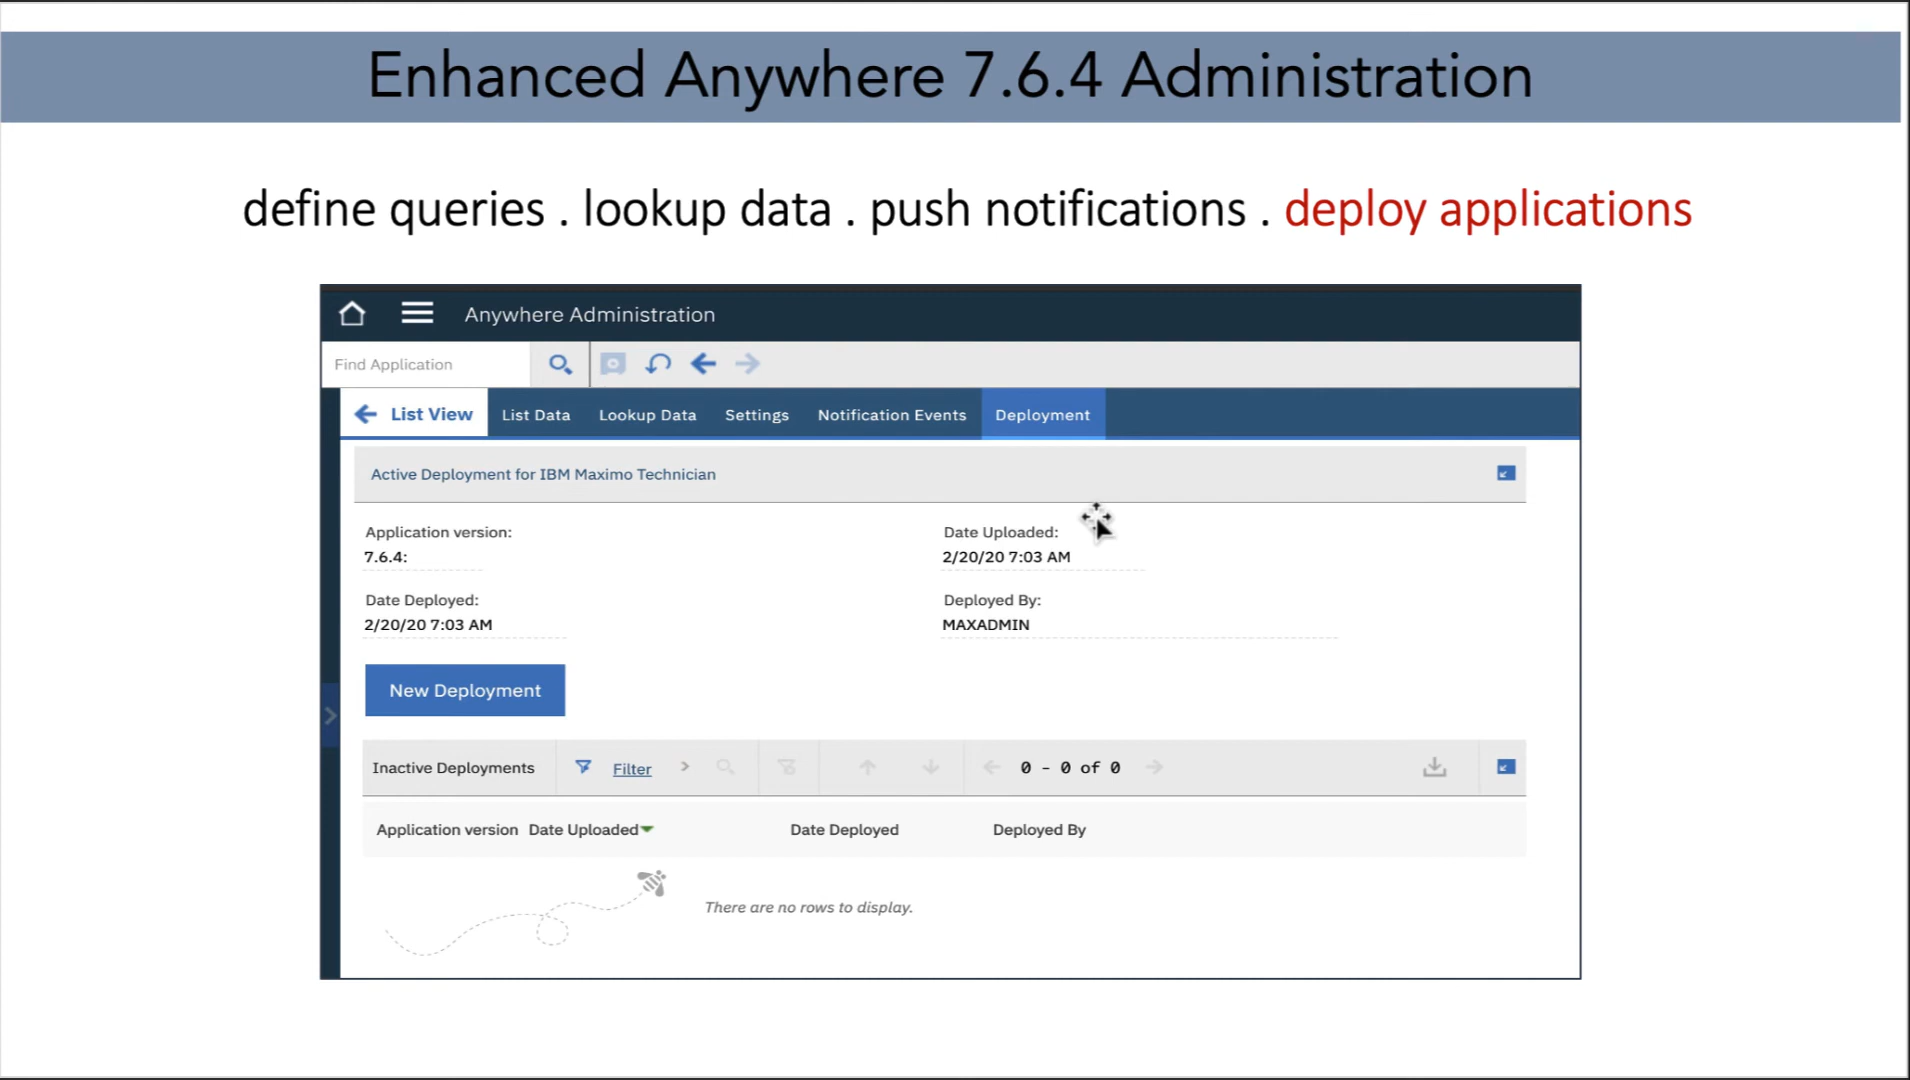 Enhanced Anywhere 7.6.4 Administration
define queries . lookup data . push notifications . deploy applications
Anywhere Administration
Find Application
List View List Data Lookup Data Settings Notification Events Deployment
Active Deployment for IBM Maximo Technician
Application version: Date Uploaded:
7.6.4: 2/20/20 7:03 AM
Date Deployed: Deployed By:
2/20/20 7:03 AM MAXADMIN
New Deployment
Inactive Deployments Filter 0 - 0 of 0
Application version Date Uploaded Date Deployed Deployed By
There are no rows to display.